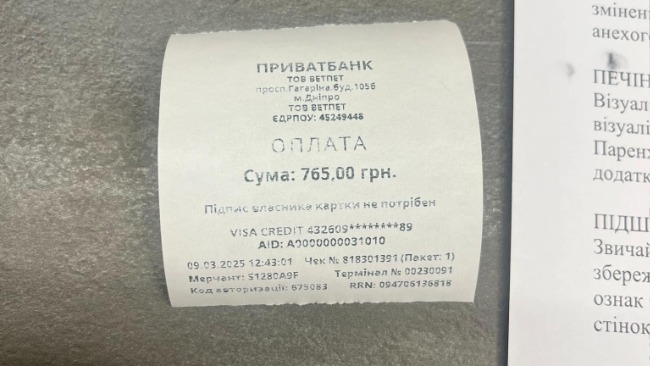 ПРИВАТБАНК
ТОВ ВЕТПЕТ
просп.Гагаріна.буд.105б
м.Дніпро
ТОВ ВЕТПЕТ
ЄДРПОУ: 45249448
ОПЛАТА
Сума: 765,00 грн.
Підпис власника картки не потрібен
VISA CREDIT 432609********89
AID: A0000000031010
09.03.2025 12:43:01 Чек № 818301391 (Пакет: 1)
Мерчант: S1280A9F Термінал № 00230091
Код авторизації: 675083 RRN: 094706136818
змінен
анехог
ПЕЧІН
Візуал
візуалі
Парен
додатк
ПІДШ
Звичай
збереж
ознак
стінок